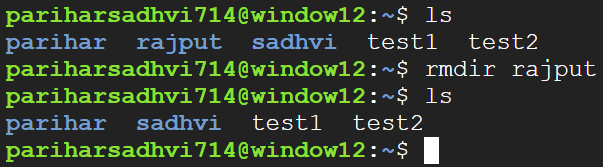 pariharsadhvi714@window12:~$ ls
parihar rajput sadhvi test1 test2
pariharsadhvi714@window12:~$ rmdir rajput
pariharsadhvi714@window12:~$ ls
parihar sadhvi test1 test2
pariharsadhvi714@window12:~$